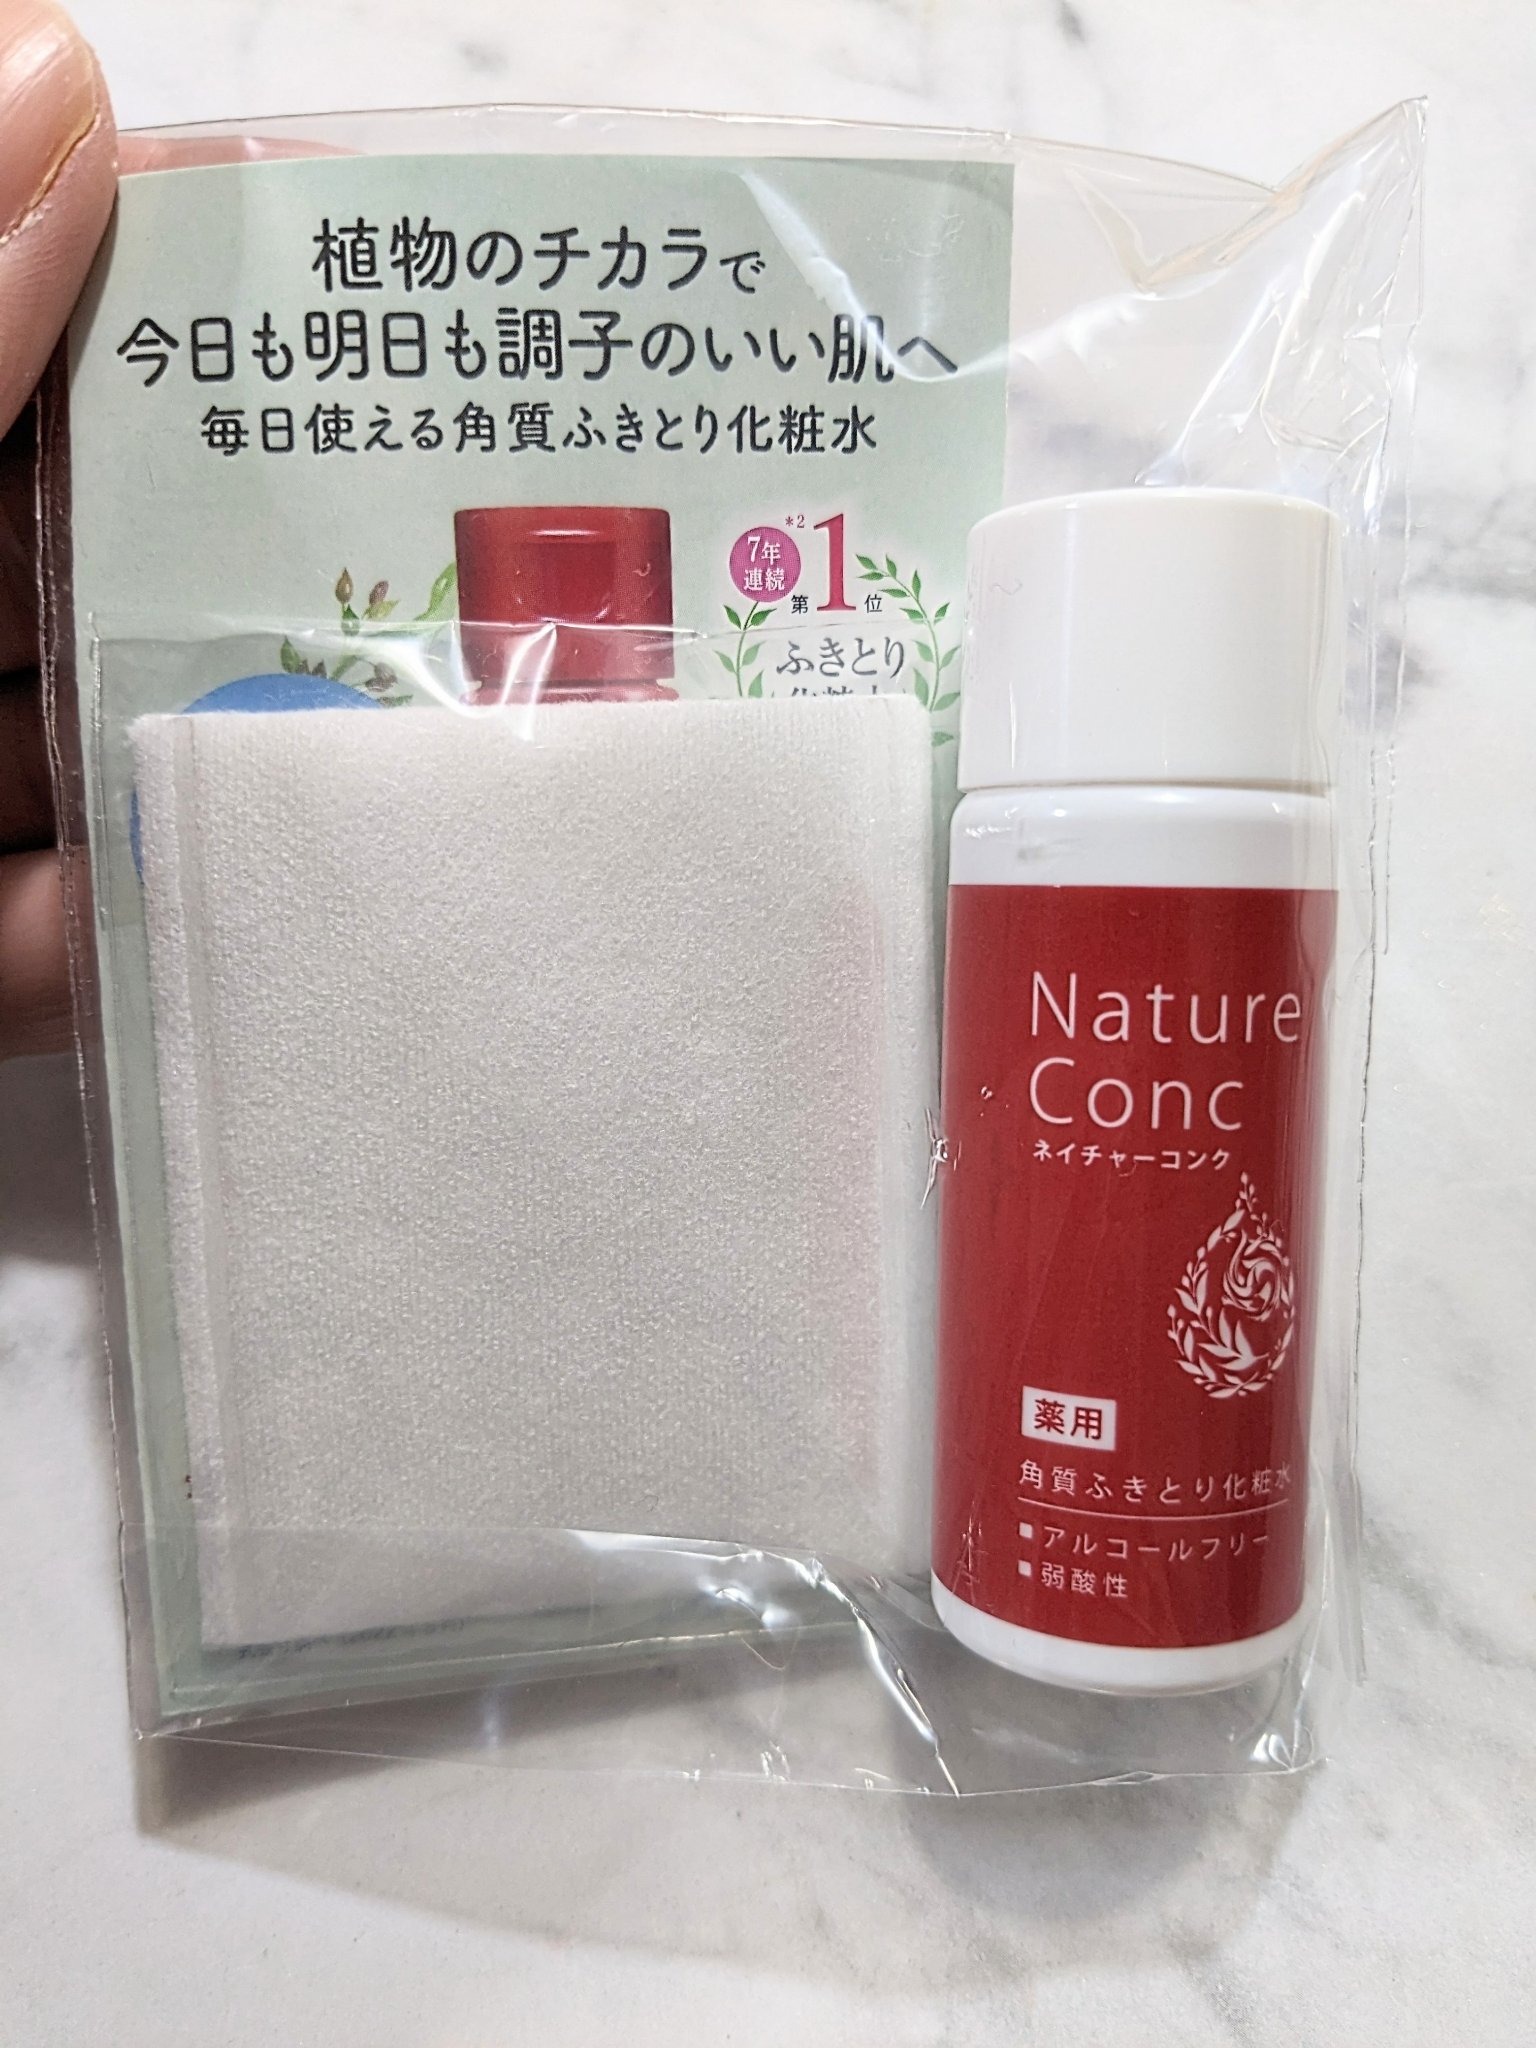 植物のチカラで
今日も明日も調子のいい肌へ
毎日使える角質ふきとり化粧水
7年
連続
*2
第1位
ふきとり
Nature
Conc
ネイチャーコンク
薬用
角質ふきとり化粧水
■アルコールフリー
■弱酸性